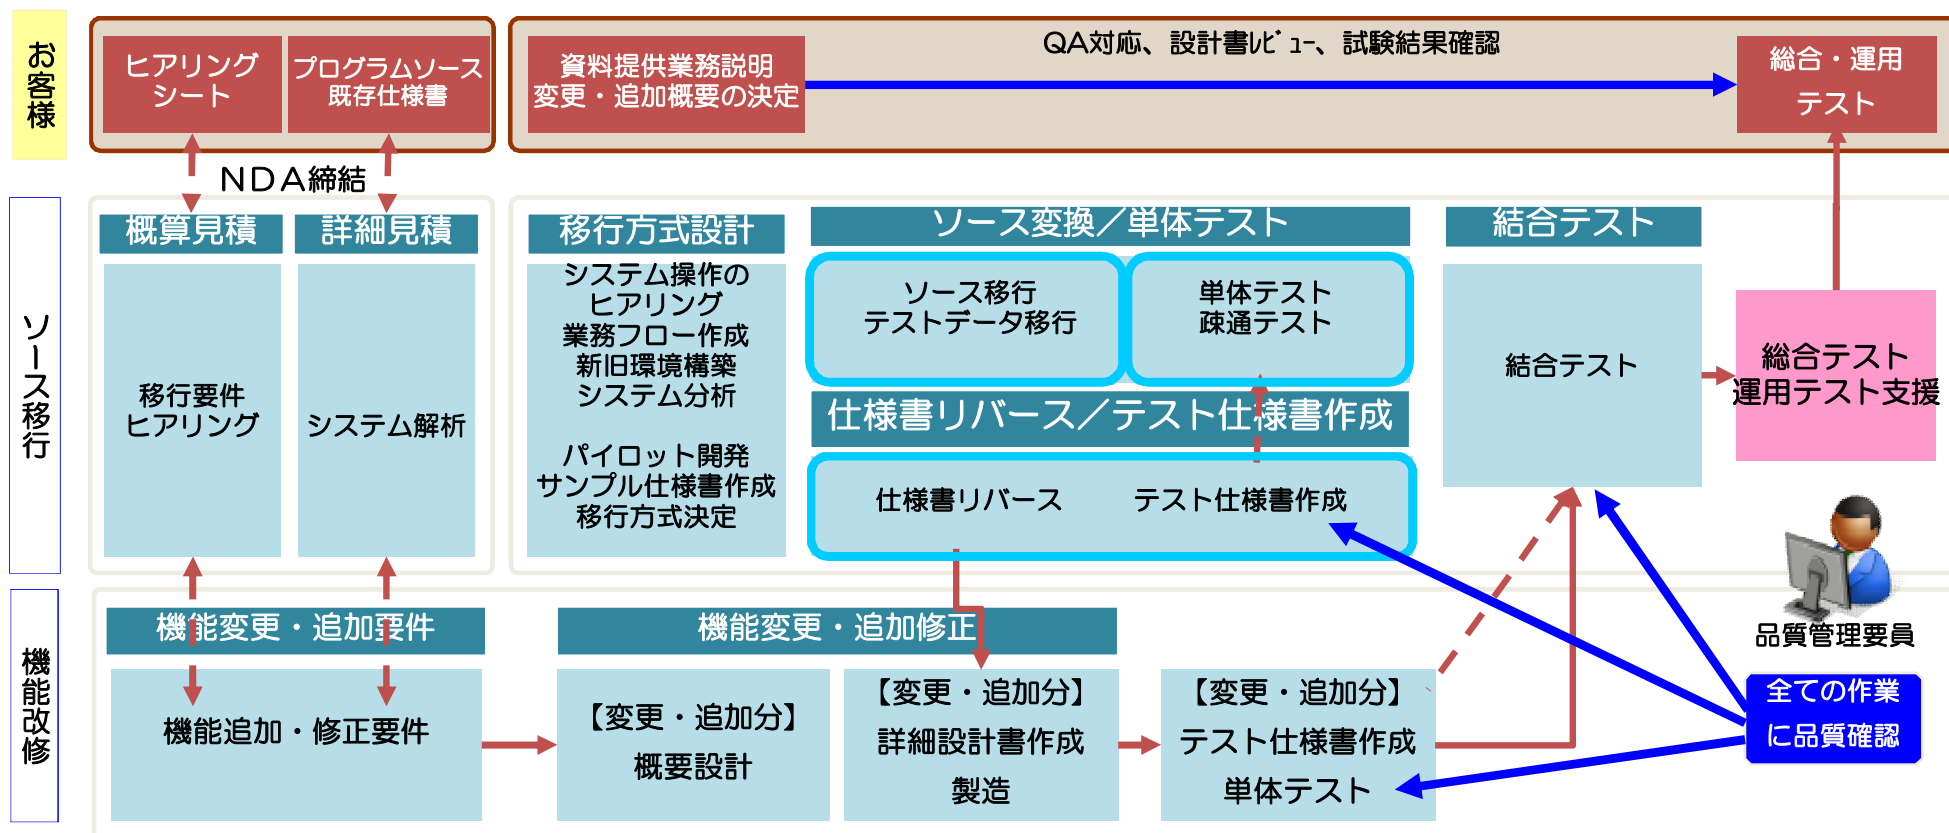 お客様
ヒアリング
シート
プログラムソース
既存仕様書
資料提供業務説明
変更・追加概要の決定
QA対応、設計書ﾚﾋﾞｭｰ、試験結果確認
総合・運用
テスト
NDA締結
ソース移行
概算見積
移行要件
ヒアリング
詳細見積
システム解析
移行方式設計
システム操作の
ヒアリング
業務フロー作成
新旧環境構築
システム分析
パイロット開発
サンプル仕様書作成
移行方式決定
ソース変換／単体テスト
ソース移行
テストデータ移行
単体テスト
疎通テスト
仕様書リバース／テスト仕様書作成
仕様書リバース
テスト仕様書作成
結合テスト
結合テスト
総合テスト
運用テスト支援
品質管理要員
全ての作業
に品質確認
機能改修
機能変更・追加要件
機能追加・修正要件
機能変更・追加修正
【変更・追加分】
概要設計
【変更・追加分】
詳細設計書作成
製造
【変更・追加分】
テスト仕様書作成
単体テスト